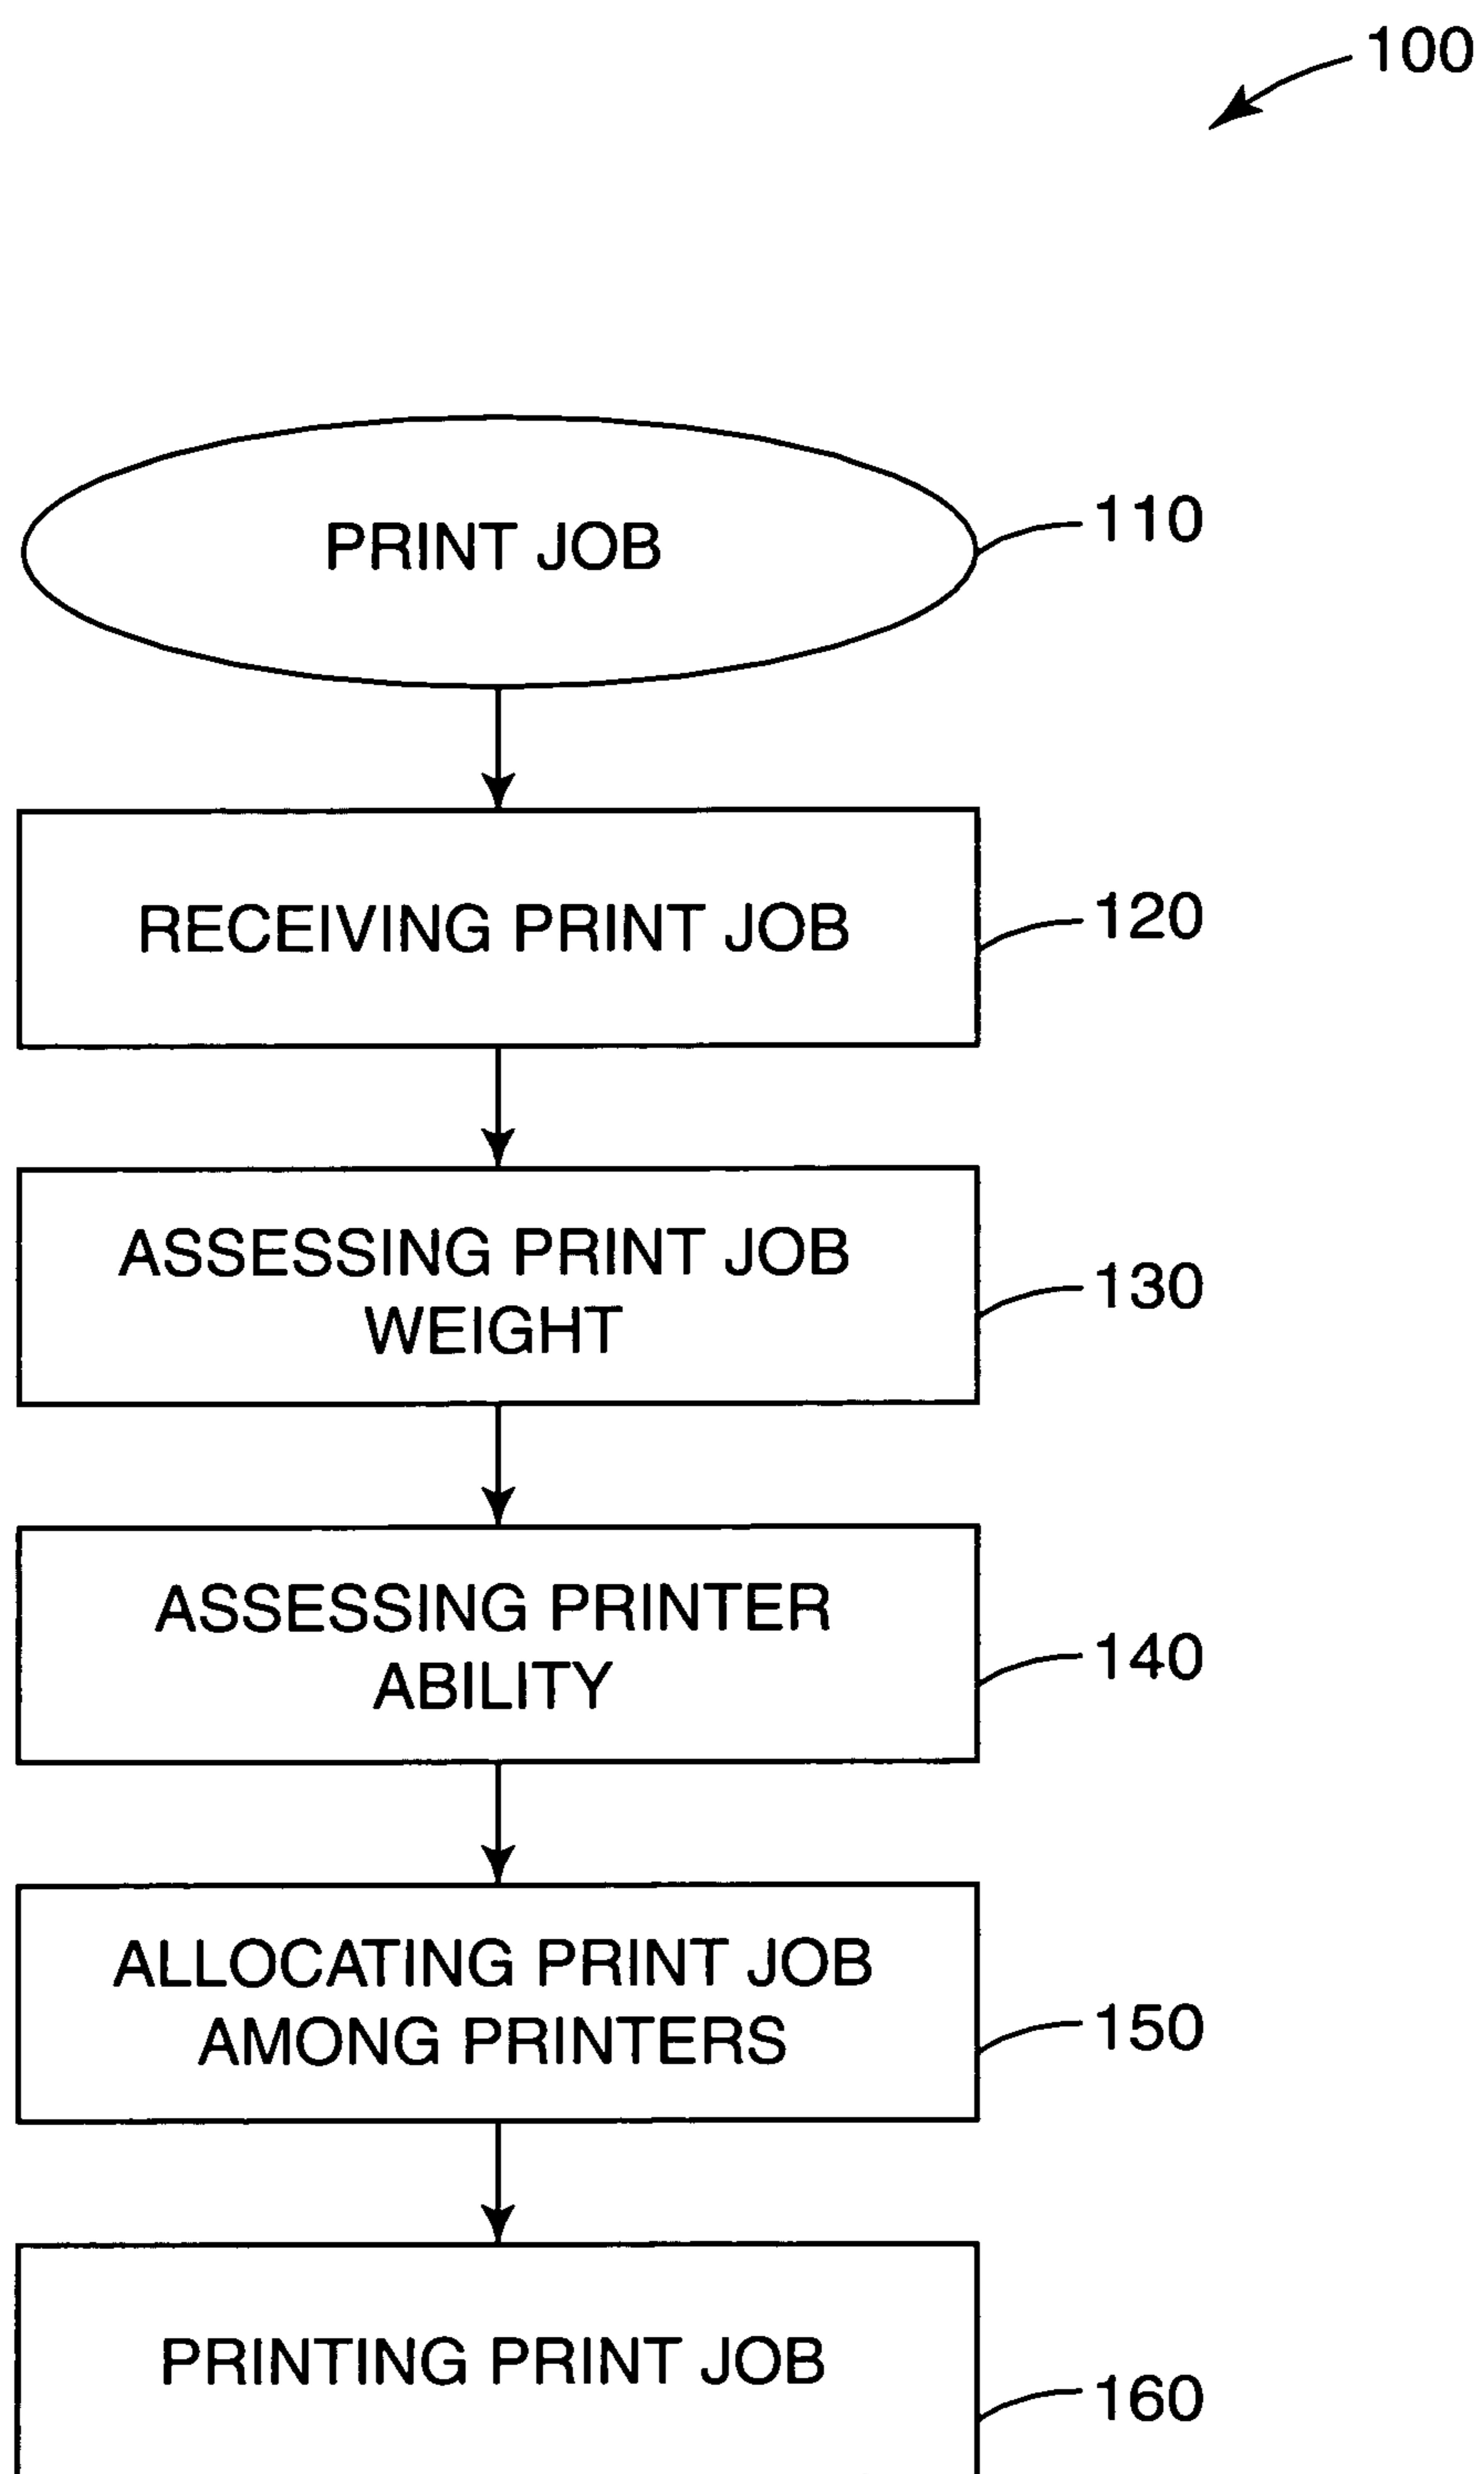 100
PRINT JOB
110
RECEIVING PRINT JOB
120
ASSESSING PRINT JOB
WEIGHT
130
ASSESSING PRINTER
ABILITY
140
ALLOCATING PRINT JOB
AMONG PRINTERS
150
PRINTING PRINT JOB
160